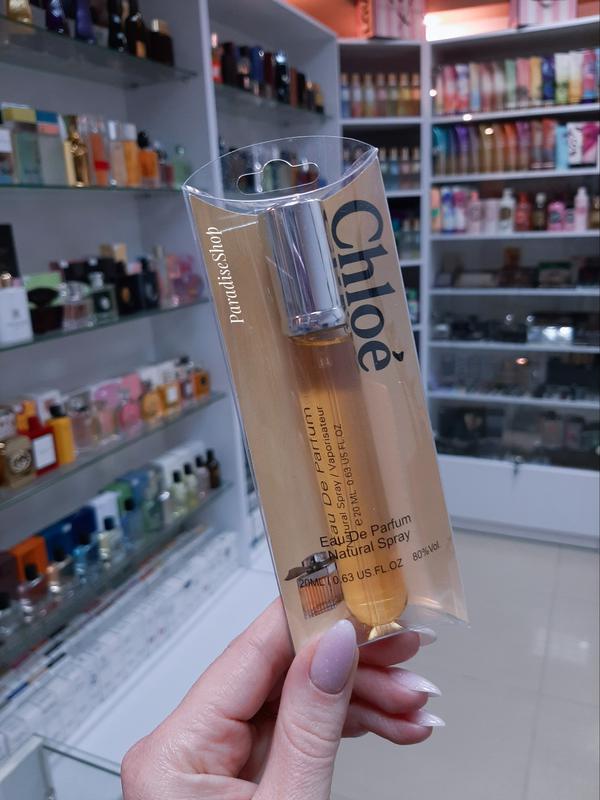 ParadiseShop
Chloé
Eau De Parfum
Natural Spray / Vaporisateur
e 20 ML· 0.63 US FL.OZ
Eau De Parfum
Natural Spray
20ML | 0.63 US.FL.OZ 80%Vol.